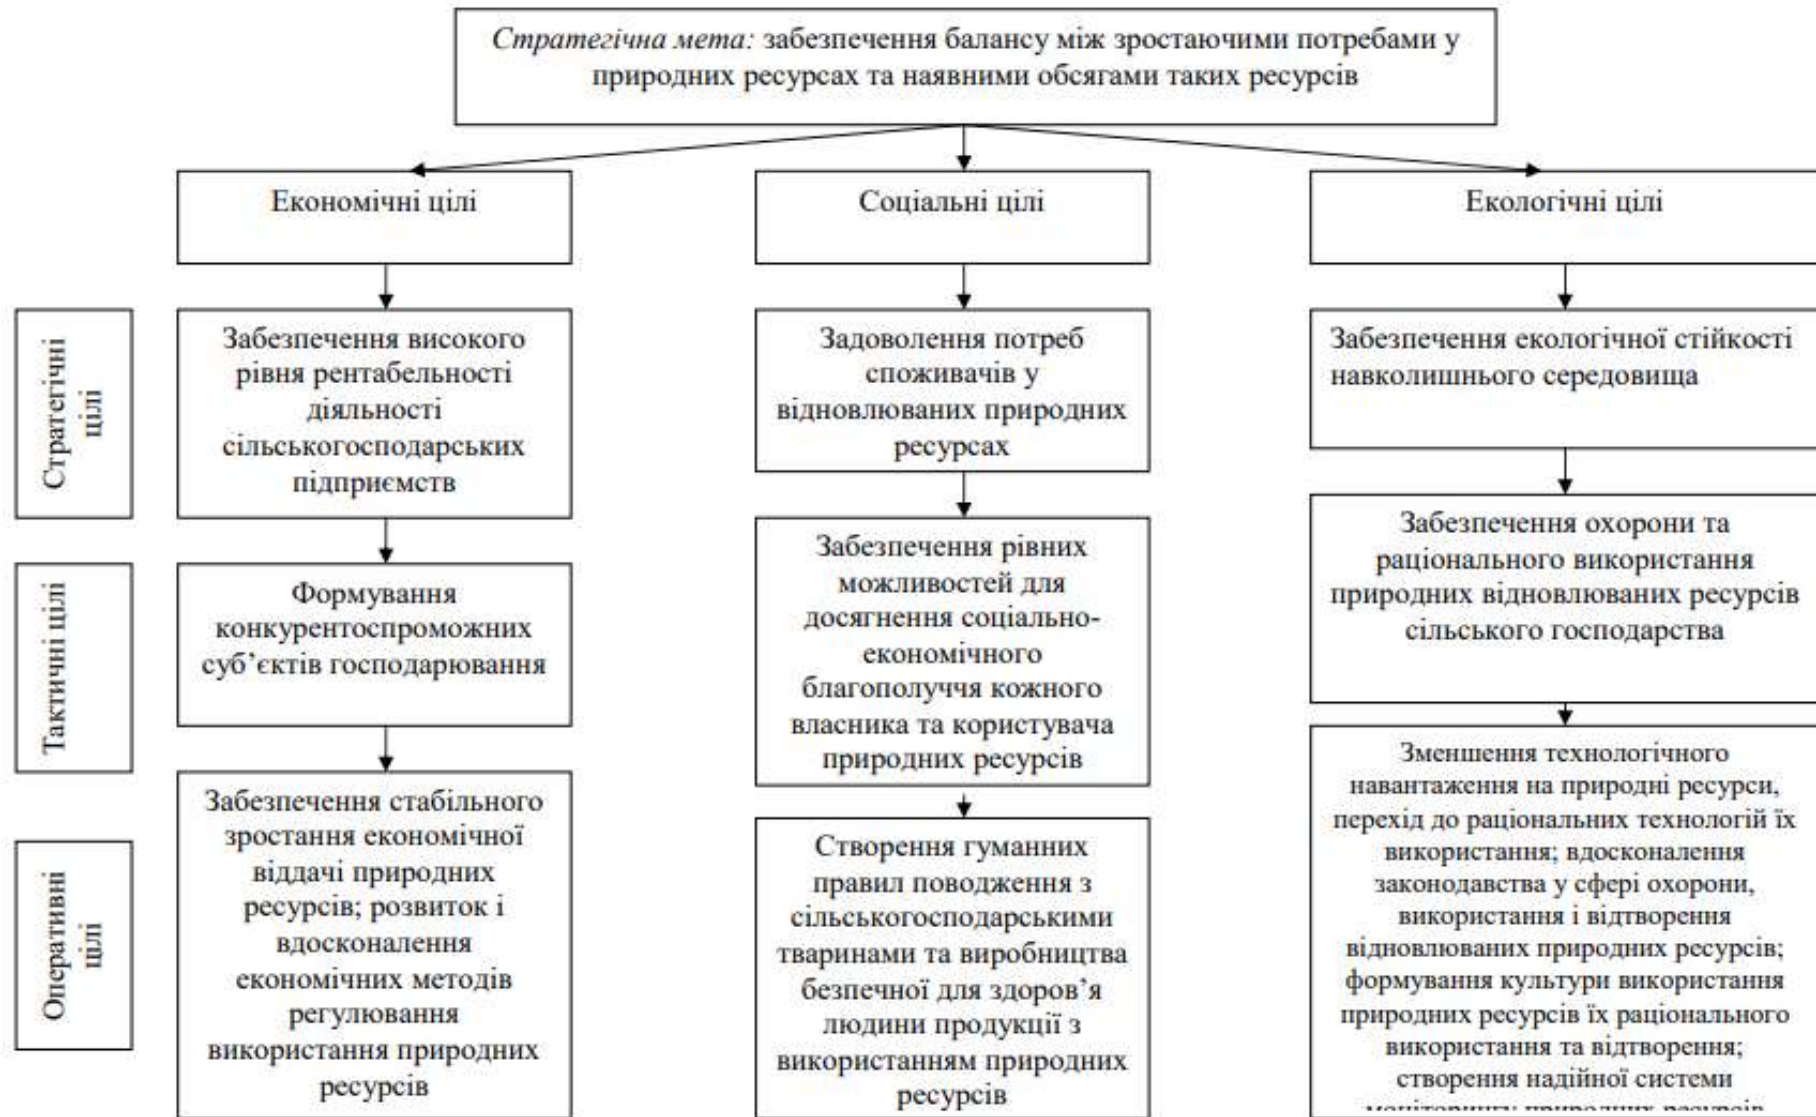 Стратегічна мета: забезпечення балансу між зростаючими потребами у
природних ресурсах та наявними обсягами таких ресурсів
Економічні цілі
Соціальні цілі
Екологічні цілі
Стратегічні
цілі
Забезпечення високого
рівня рентабельності
діяльності
сільськогосподарських
підприємств
Задоволення потреб
споживачів у
відновлюваних природних
ресурсах
Забезпечення екологічної стійкості
навколишнього середовища
Тактичні цілі
Формування
конкурентоспроможних
суб’єктів господарювання
Забезпечення рівних
можливостей для
досягнення соціально-
економічного
благополуччя кожного
власника та користувача
природних ресурсів
Забезпечення охорони та
раціонального використання
природних відновлюваних ресурсів
сільського господарства
Оперативні
цілі
Забезпечення стабільного
зростання економічної
віддачі природних
ресурсів; розвиток і
вдосконалення
економічних методів
регулювання
використання природних
ресурсів
Створення гуманних
правил поводження з
сільськогосподарськими
тваринами та виробництва
безпечної для здоров’я
людини продукції з
використанням природних
ресурсів
Зменшення технологічного
навантаження на природні ресурси,
перехід до раціональних технологій їх
використання; вдосконалення
законодавства у сфері охорони,
використання і відтворення
відновлюваних природних ресурсів;
формування культури використання
природних ресурсів їх раціонального
використання та відтворення;
створення надійної системи
моніторингу природних ресурсів